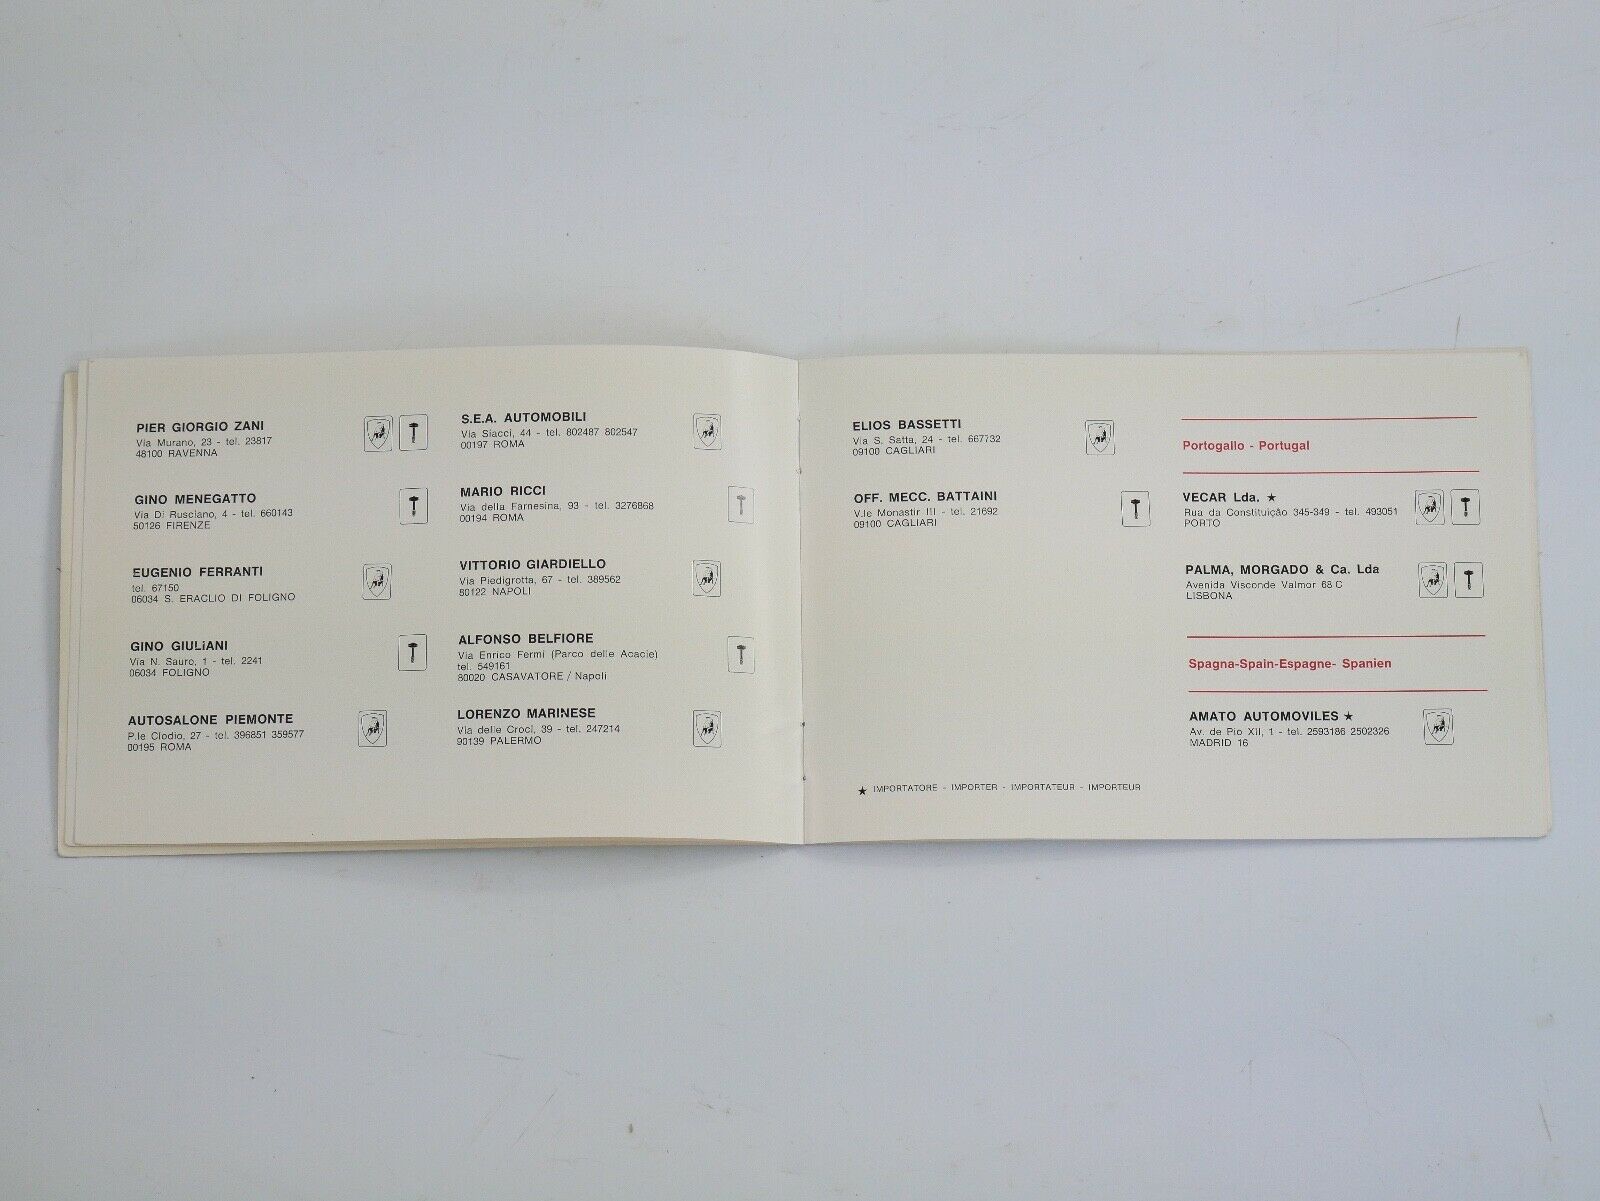 PIER GIORGIO ZANI
Via Murano, 23 - tel. 23817
48100 RAVENNA
GINO MENEGATTO
Via Di Rusciano, 4 - tel. 660143
50126 FIRENZE
EUGENIO FERRANTI
tel. 67150
06034 S. ERACLIO DI FOLIGNO
GINO GIULiANI
Via N. Sauro, 1 - tel. 2241
06034 FOLIGNO
AUTOSALONE PIEMONTE
P.le Clodio, 27 - tel. 396851 359577
00195 ROMA
S.E.A. AUTOMOBILI
Via Siacci, 44 - tel. 802487 802547
00197 ROMA
MARIO RICCI
Via della Farnesina, 93 - tel. 3276868
00194 ROMA
VITTORIO GIARDIELLO
Via Piedigrotta, 67 - tel. 389562
80122 NAPOLI
ALFONSO BELFIORE
Via Enrico Fermi (Parco delle Acacie)
tel. 549161
80020 CASAVATORE / Napoli
LORENZO MARINESE
Via delle Croci, 39 - tel. 247214
90139 PALERMO
ELIOS BASSETTI
Via S. Satta, 24 - tel. 667732
09100 CAGLIARI
OFF. MECC. BATTAINI
V.le Monastir III - tel. 21692
09100 CAGLIARI
★ IMPORTATORE - IMPORTER - IMPORTATEUR - IMPORTEUR
Portogallo - Portugal
VECAR Lda. ★
Rua da Constituição 345-349 - tel. 493051
PORTO
PALMA, MORGADO & Ca. Lda
Avenida Visconde Valmor 68 C
LISBONA
Spagna-Spain-Espagne- Spanien
AMATO AUTOMOVILES ★
Av. de Pio XII, 1 - tel. 2593186 2502326
MADRID 16